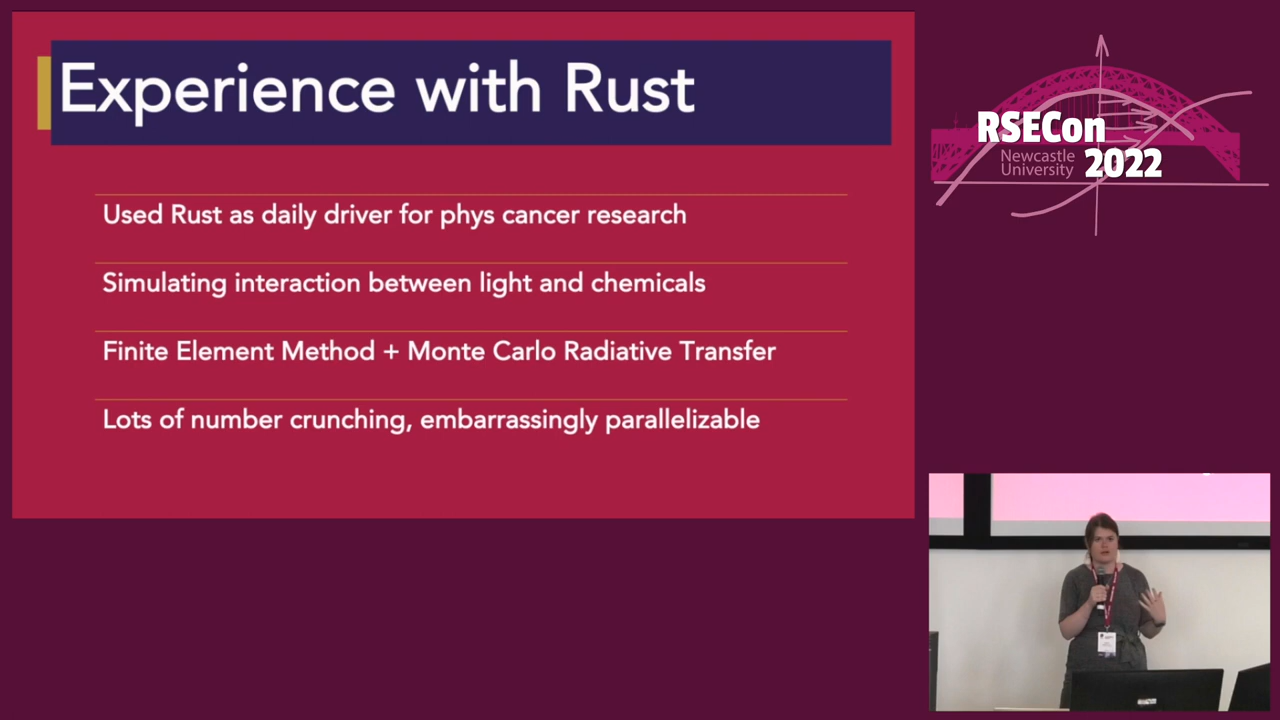 Experience with Rust
Used Rust as daily driver for phys cancer research
Simulating interaction between light and chemicals
Finite Element Method + Monte Carlo Radiative Transfer
Lots of number crunching, embarrassingly parallelizable
RSECon
Newcastle
University
2022